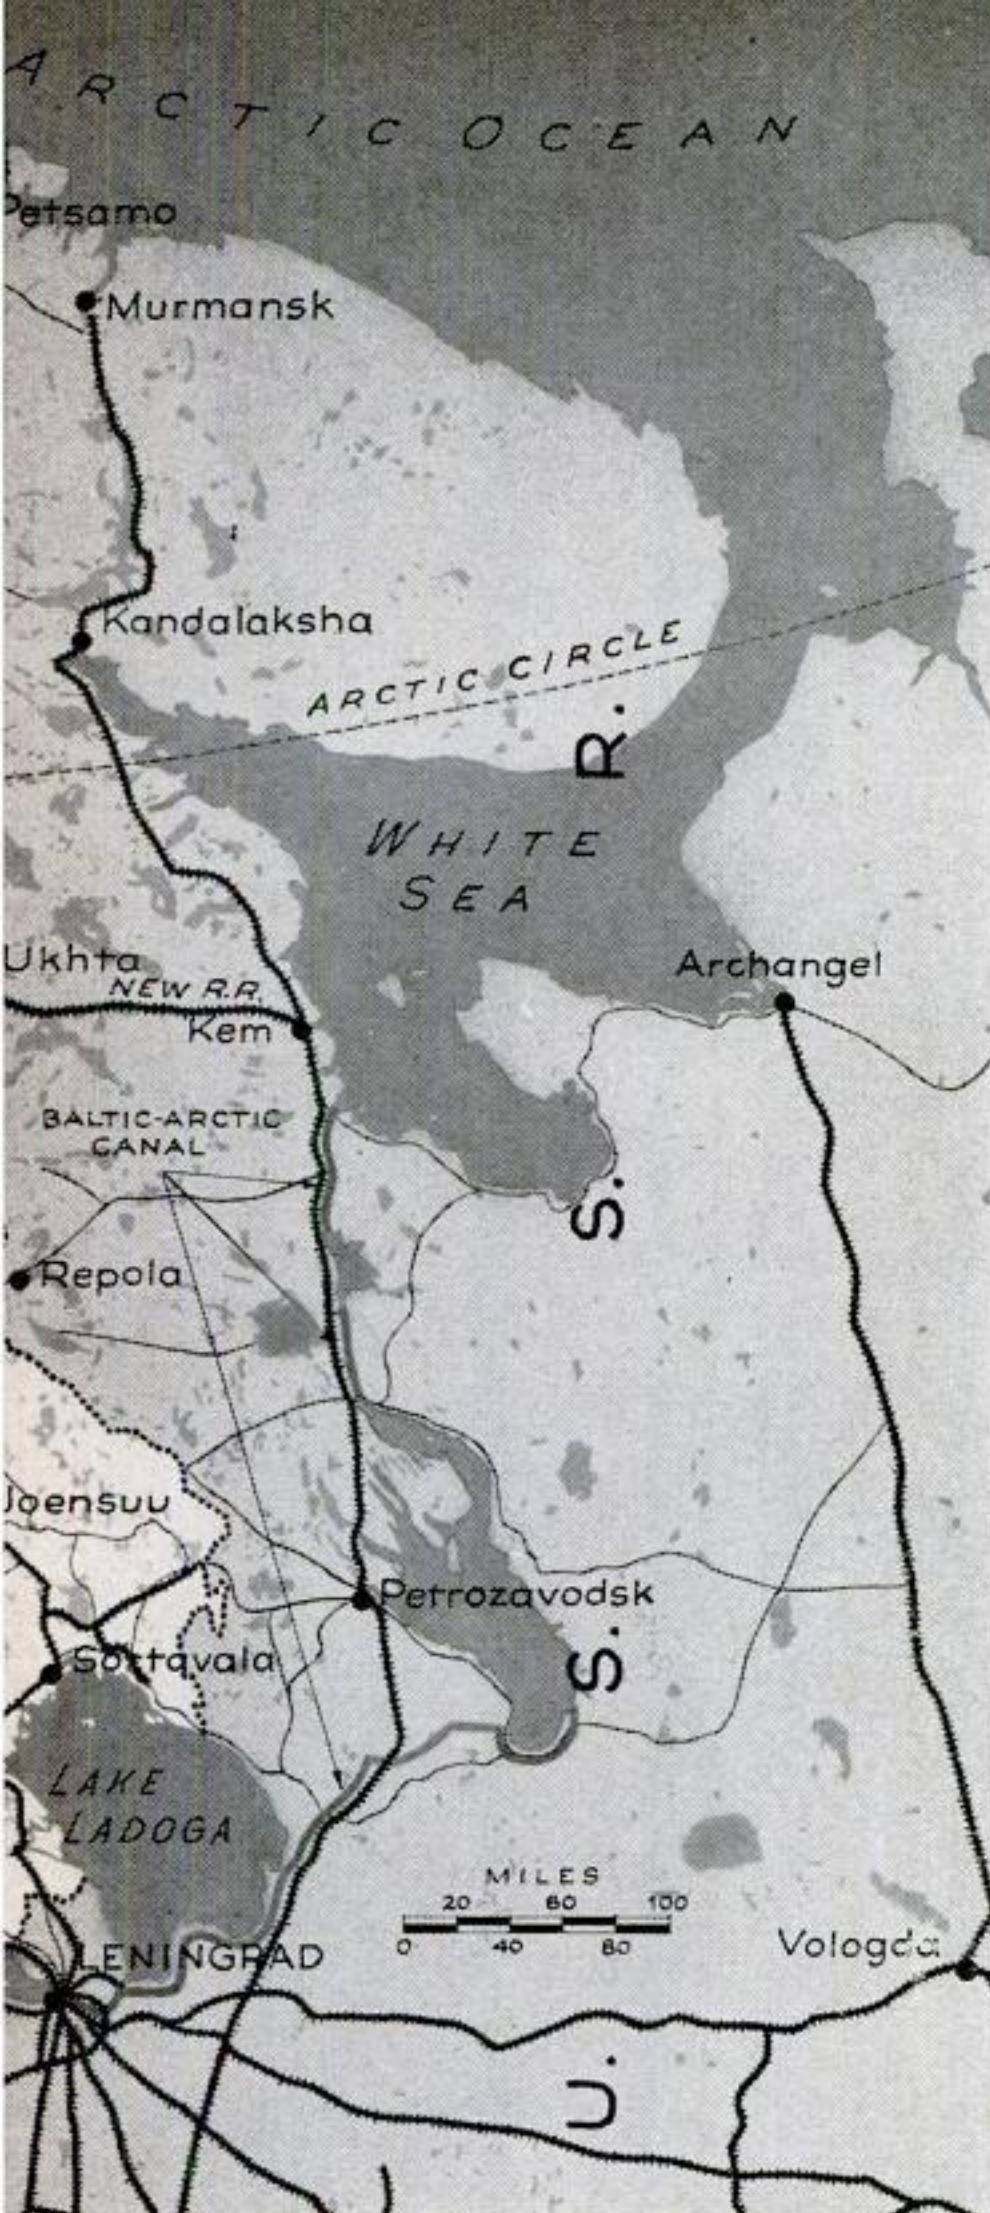 ARCTIC OCEAN
Petsamo
Murmansk
Kandalaksha
ARCTIC CIRCLE
WHITE
SEA
Archangel
Ukhta
NEW R.R.
Kem
BALTIC-ARCTIC
CANAL
Repola
Joensuu
Petrozavodsk
Sortavala
LAKE
LADOGA
MILES
20 60 100
0 40 80
LENINGRAD
Vologda
U. S. S. R.